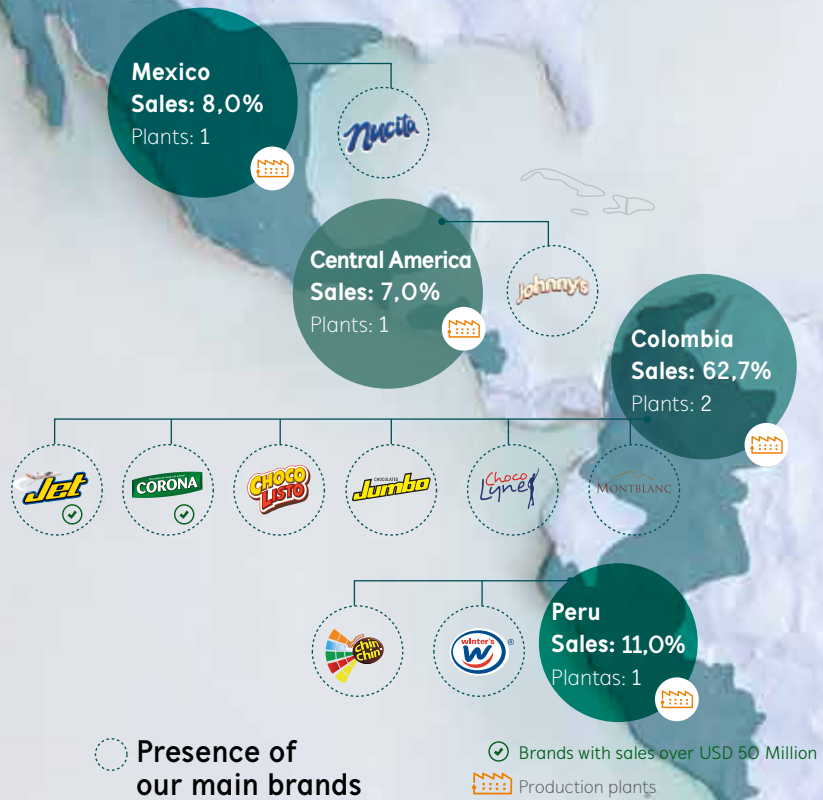 Mexico
Sales: 8,0%
Plants: 1
Nucita
Central America
Sales: 7,0%
Plants: 1
Johnny's
Colombia
Sales: 62,7%
Plants: 2
Jet
CORONA
CHOCO
LISTO
CHOCOLATES
Jumbo
Choco
Lyne
MONTBLANC
Peru
Sales: 11,0%
Plantas: 1
chin
chin
winter's
W
®
Presence of
our main brands
Brands with sales over USD 50 Million
Production plants